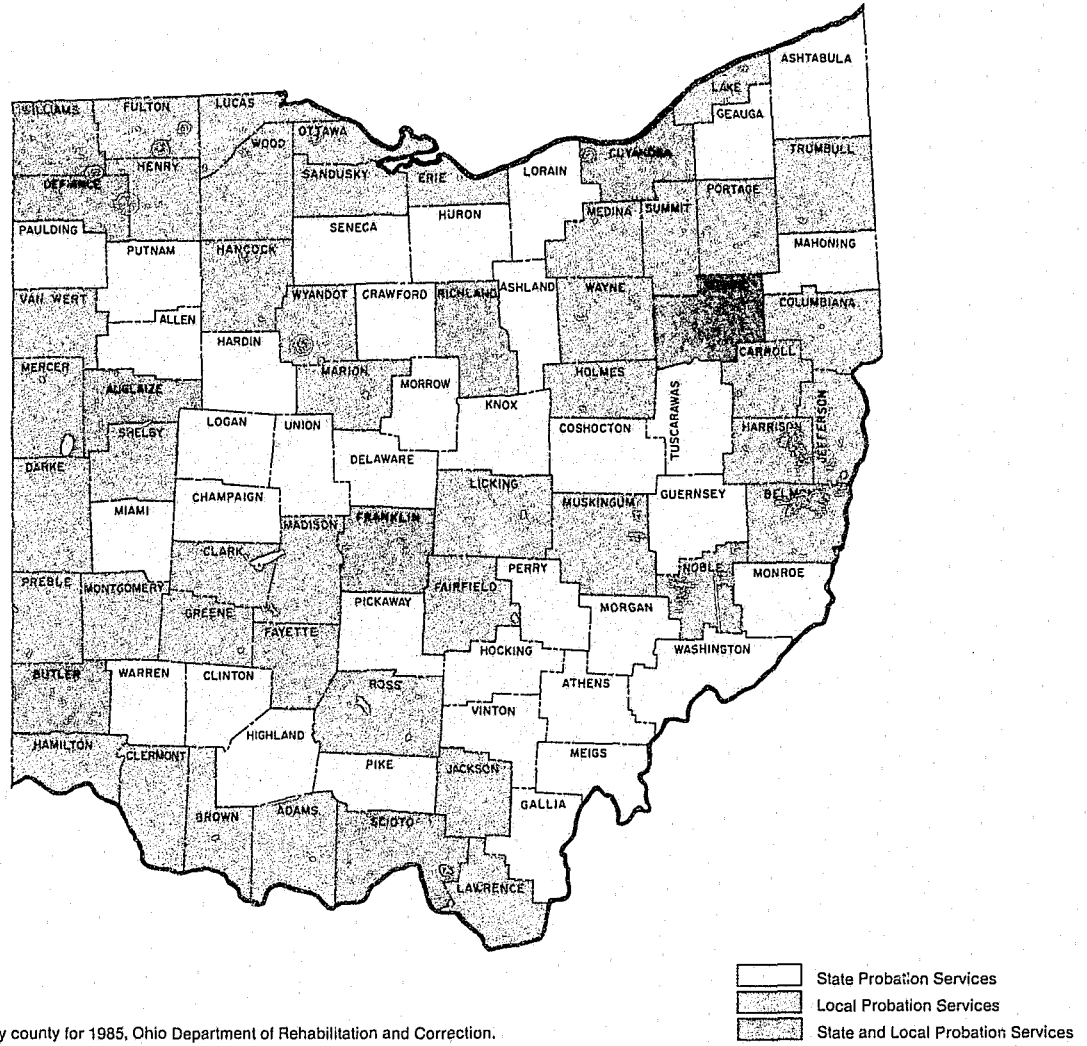 ASHTABULA
LAKE
GEAUGA
WILLIAMS
FULTON
LUCAS
OTTAWA
WOOD
CUYAHOGA
TRUMBULL
HENRY
SANDUSKY
ERIE
LORAIN
DEFIANCE
PORTAGE
MEDINA
SUMMIT
HURON
PAULDING
SENECA
MAHONING
PUTNAM
HANCOCK
VAN WERT
WYANDOT
CRAWFORD
RICHLAND
ASHLAND
WAYNE
COLUMBIANA
ALLEN
HARDIN
CARROLL
MERCER
MARION
HOLMES
AUGLAIZE
MORROW
KNOX
TUSCARAWAS
JEFFERSON
LOGAN
UNION
COSHOCTON
HARRISON
SHELBY
DELAWARE
DARKE
LICKING
GUERNSEY
BELM
CHAMPAIGN
MUSKINGUM
MIAMI
MADISON
FRANKLIN
CLARK
PERRY
NOBLE
MONROE
PREBLE
MONTGOMERY
FAIRFIELD
PICKAWAY
MORGAN
GREENE
FAYETTE
HOCKING
WASHINGTON
BUTLER
WARREN
CLINTON
ROSS
ATHENS
VINTON
HIGHLAND
HAMILTON
CLERMONT
MEIGS
PIKE
JACKSON
GALLIA
BROWN
ADAMS
SCIOTO
LAWRENCE
State Probation Services
Local Probation Services
State and Local Probation Services
y county for 1985, Ohio Department of Rehabilitation and Correction.